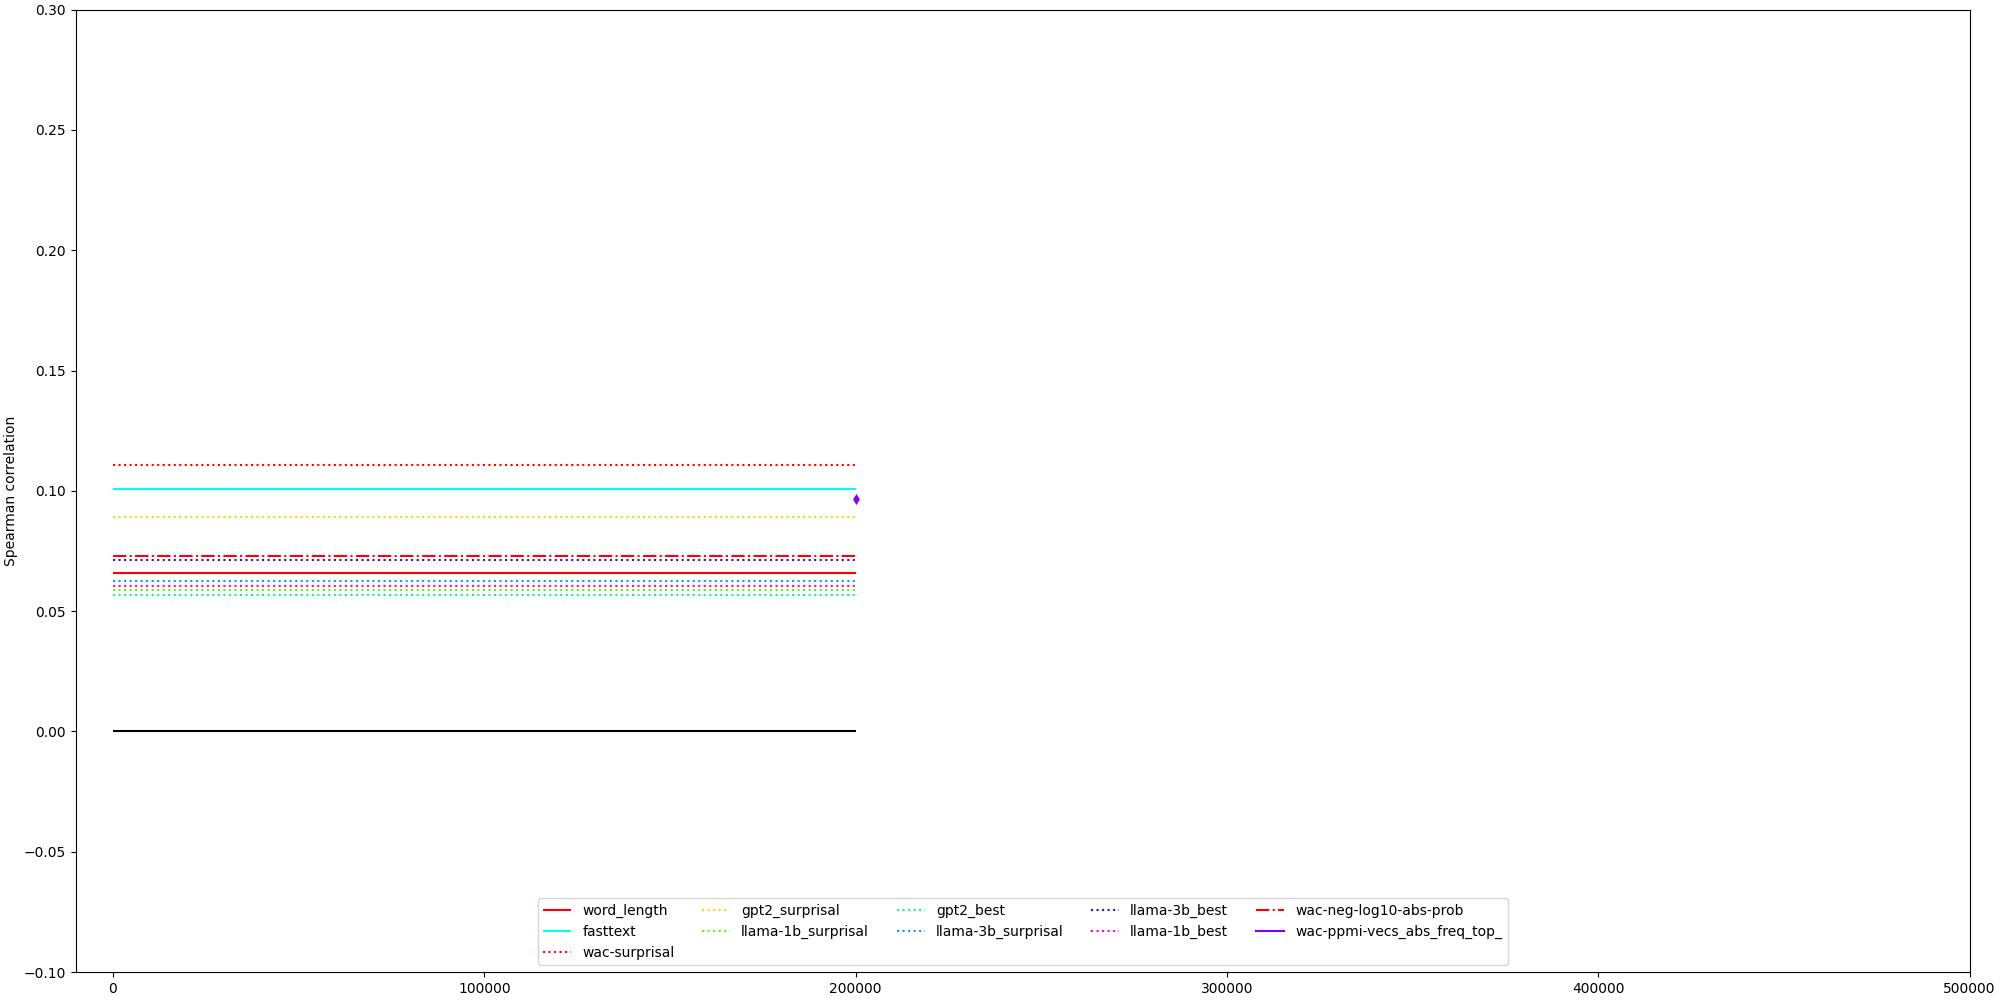 0.30
0.25
0.20
0.15
0.10
0.05
0.00
−0.05
−0.10
Spearman correlation
0
100000
200000
300000
400000
500000
word_length
fasttext
wac-surprisal
gpt2_surprisal
llama-1b_surprisal
gpt2_best
llama-3b_surprisal
llama-3b_best
llama-1b_best
wac-neg-log10-abs-prob
wac-ppmi-vecs_abs_freq_top_